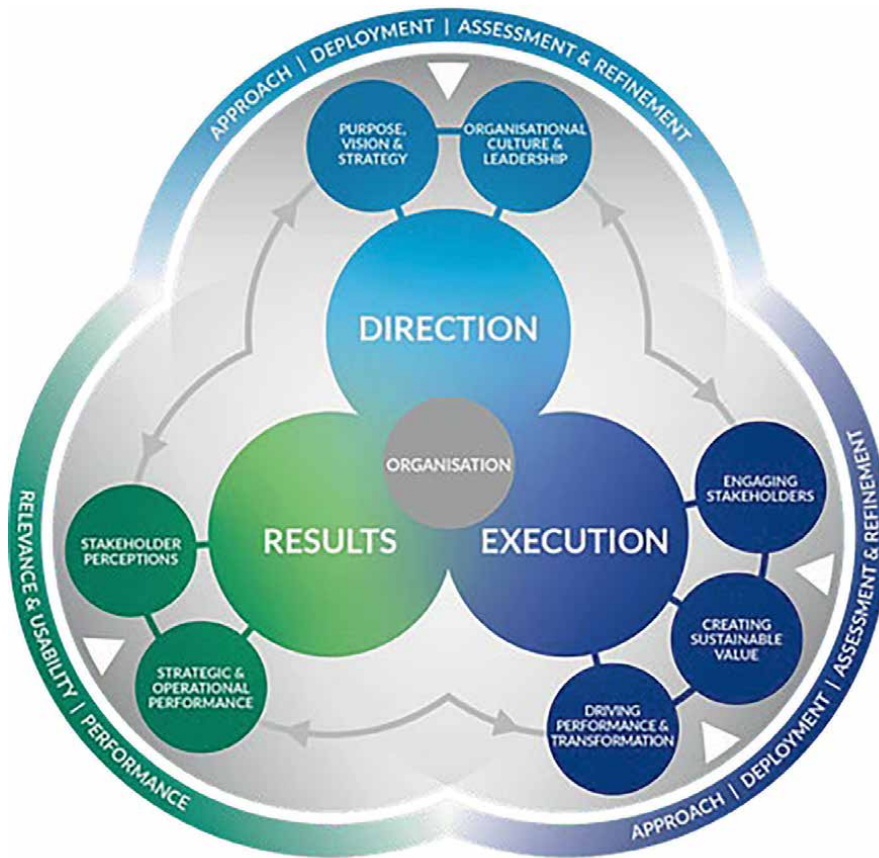 APPROACH | DEPLOYMENT | ASSESSMENT & REFINEMENT
PURPOSE,
VISION &
STRATEGY
ORGANISATIONAL
CULTURE &
LEADERSHIP
DIRECTION
ORGANISATION
RESULTS
EXECUTION
ENGAGING
STAKEHOLDERS
CREATING
SUSTAINABLE
VALUE
DRIVING
PERFORMANCE &
TRANSFORMATION
STAKEHOLDER
PERCEPTIONS
STRATEGIC &
OPERATIONAL
PERFORMANCE
RELEVANCE & USABILITY | PERFORMANCE
APPROACH | DEPLOYMENT | ASSESSMENT & REFINEMENT